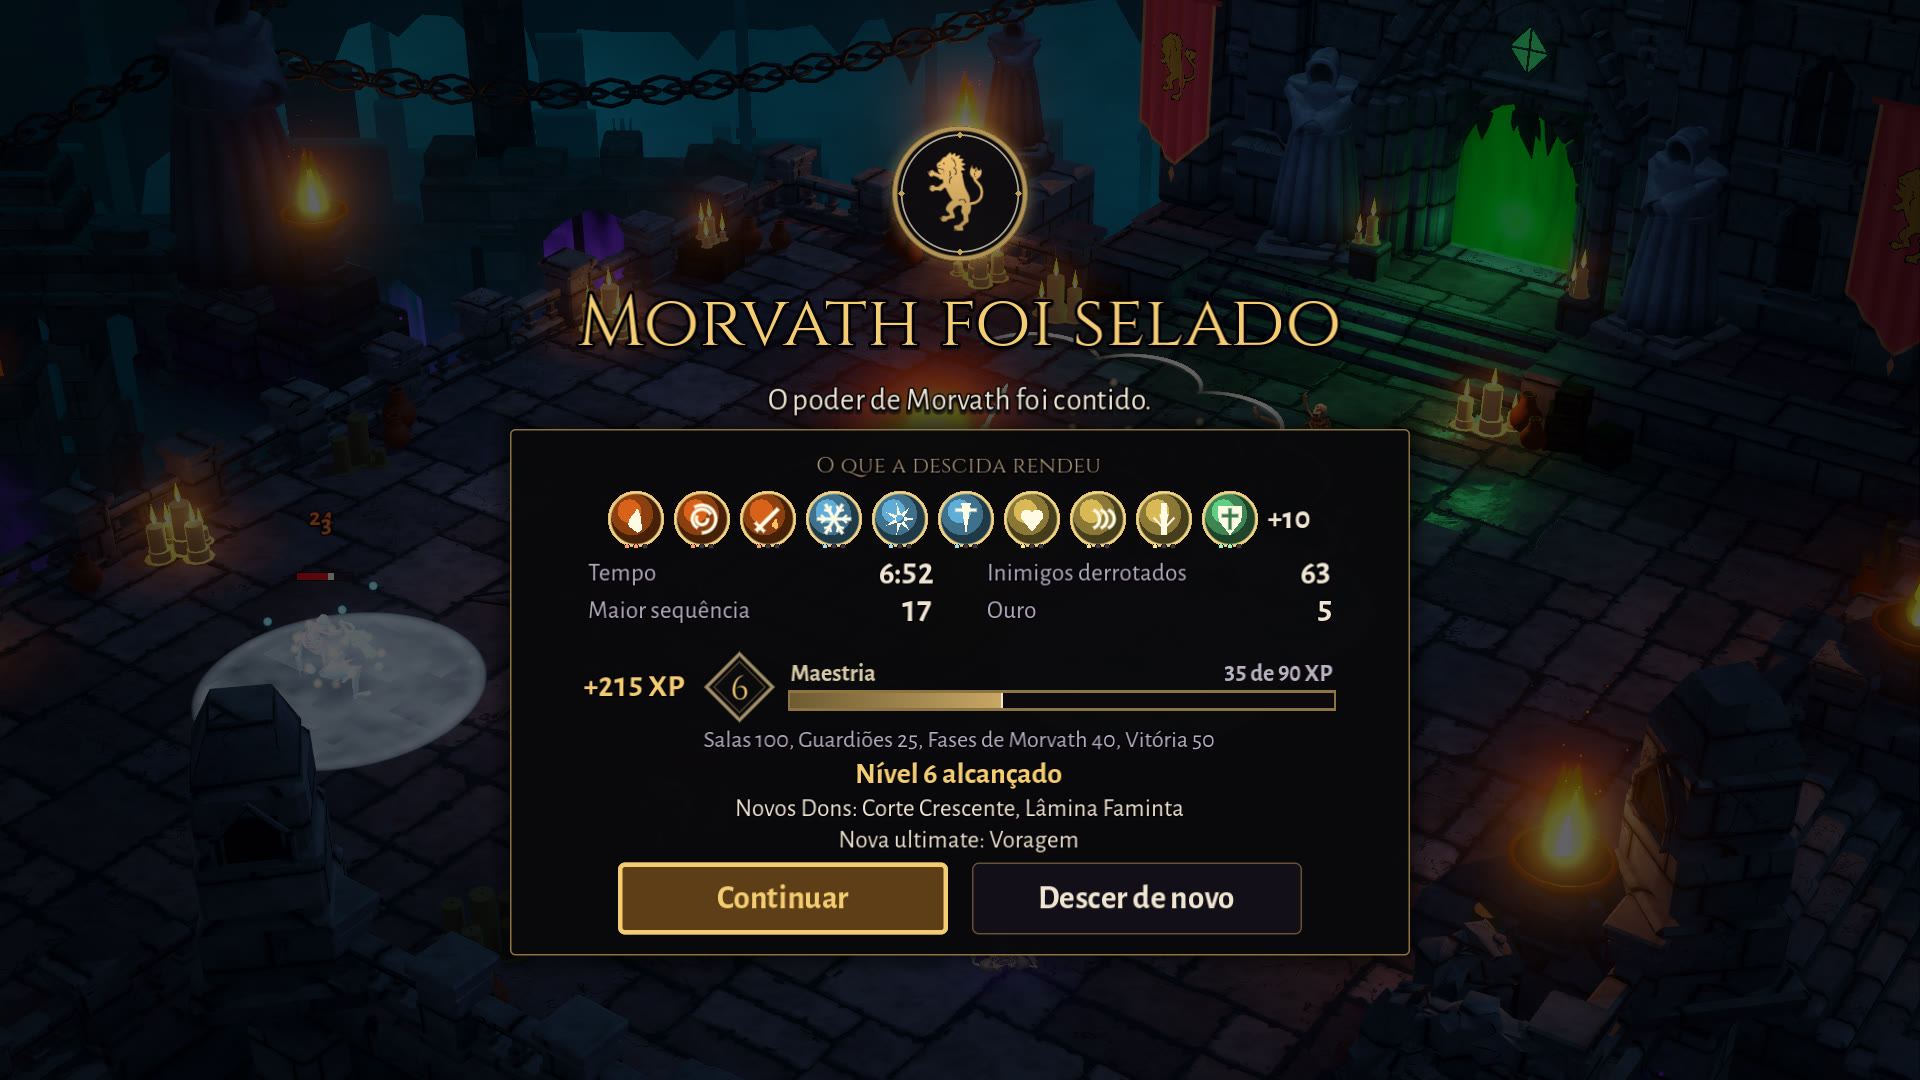 Morvath foi selado
O poder de Morvath foi contido.
O que a descida rendeu
+10
Tempo 6:52 Inimigos derrotados 63
Maior sequência 17 Ouro 5
+215 XP 6 Maestria 35 de 90 XP
Salas 100, Guardiões 25, Fases de Morvath 40, Vitória 50
Nível 6 alcançado
Novos Dons: Corte Crescente, Lâmina Faminta
Nova ultimate: Voragem
Continuar Descer de novo